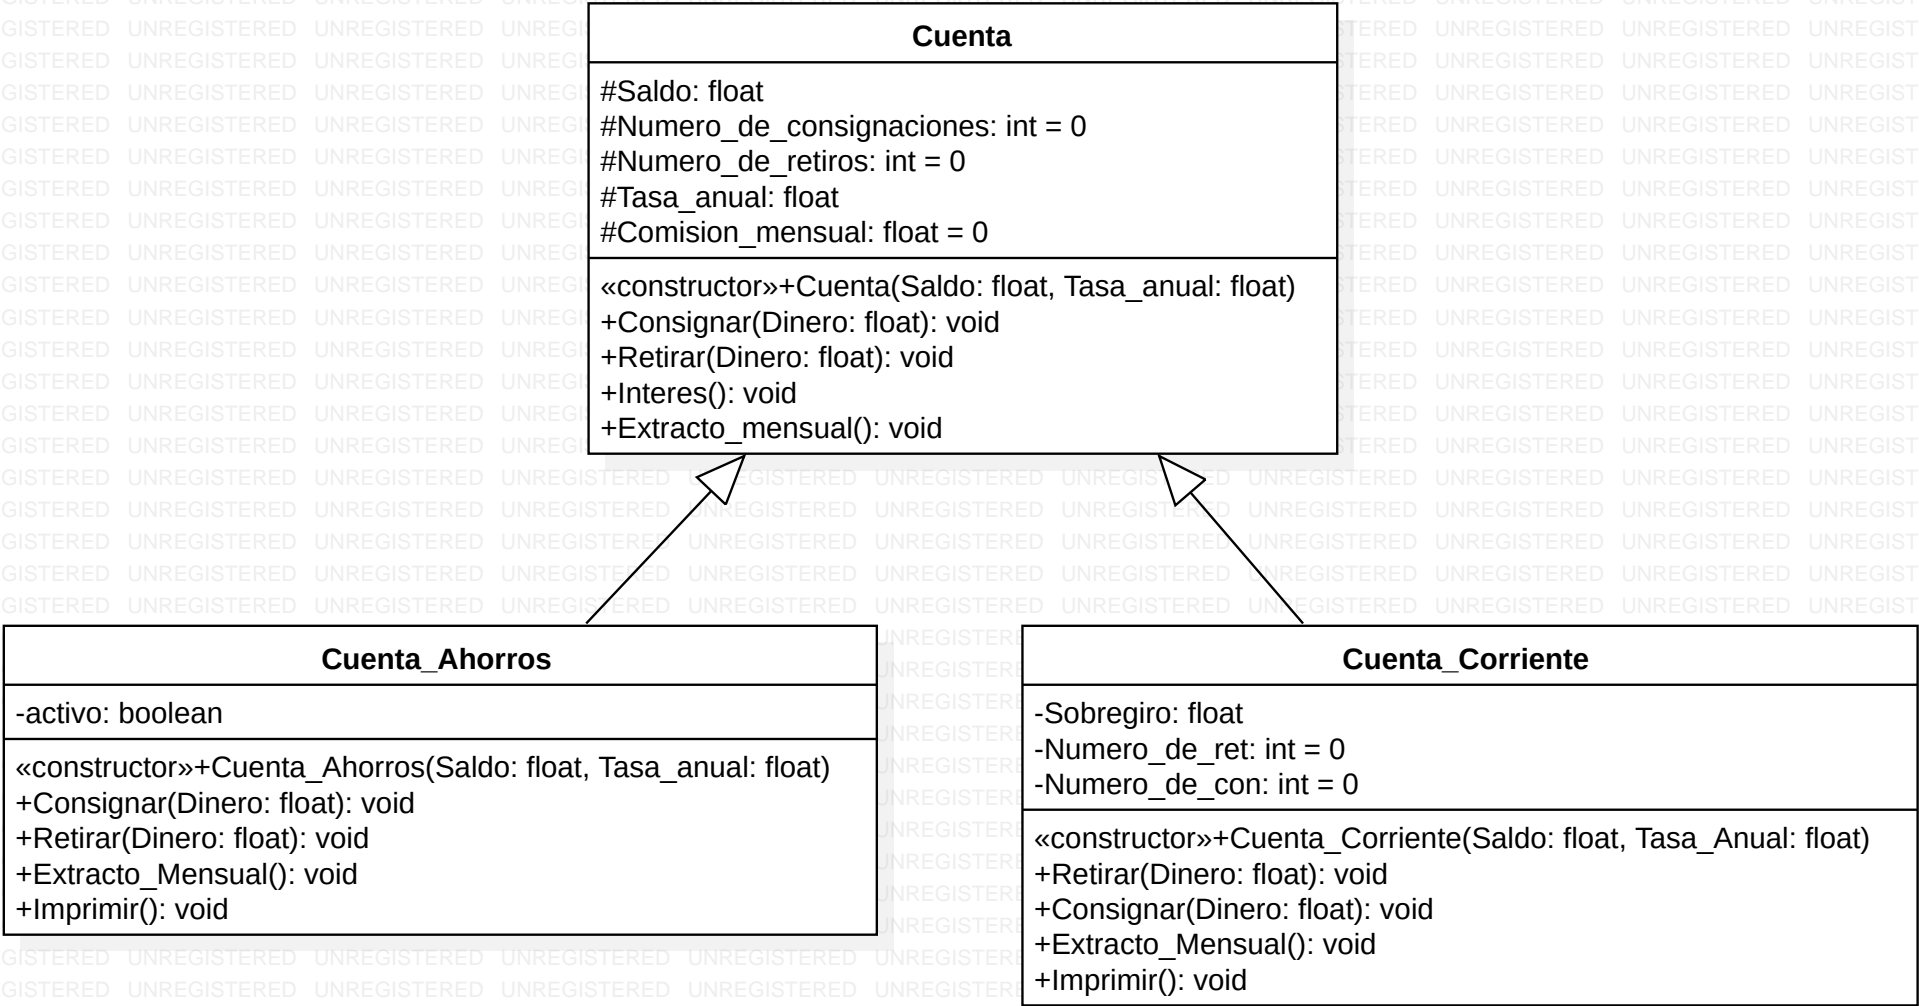 Cuenta
#Saldo: float
#Numero_de_consignaciones: int = 0
#Numero_de_retiros: int = 0
#Tasa_anual: float
#Comision_mensual: float = 0
«constructor»+Cuenta(Saldo: float, Tasa_anual: float)
+Consignar(Dinero: float): void
+Retirar(Dinero: float): void
+Interes(): void
+Extracto_mensual(): void
Cuenta_Ahorros
-activo: boolean
«constructor»+Cuenta_Ahorros(Saldo: float, Tasa_anual: float)
+Consignar(Dinero: float): void
+Retirar(Dinero: float): void
+Extracto_Mensual(): void
+Imprimir(): void
Cuenta_Corriente
-Sobregiro: float
-Numero_de_ret: int = 0
-Numero_de_con: int = 0
«constructor»+Cuenta_Corriente(Saldo: float, Tasa_Anual: float)
+Retirar(Dinero: float): void
+Consignar(Dinero: float): void
+Extracto_Mensual(): void
+Imprimir(): void
UNREGISTERED